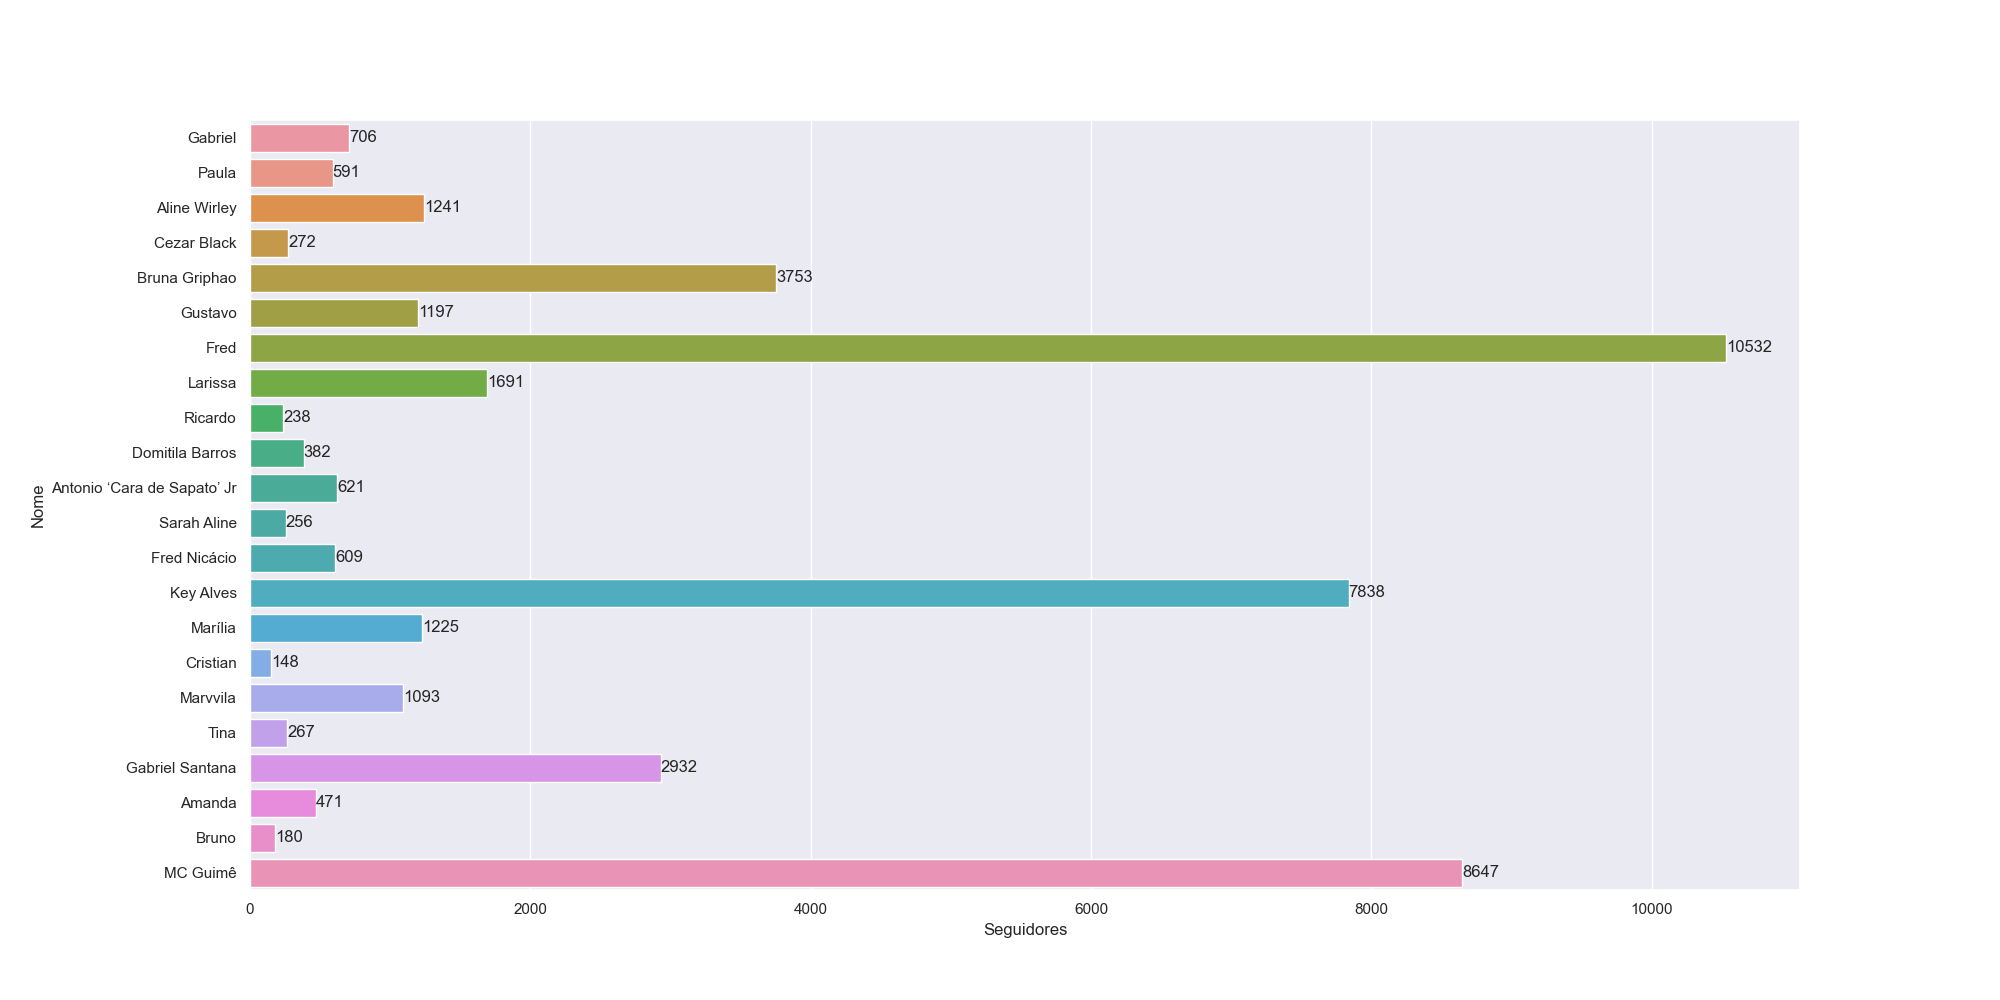 Gabriel 706
Paula 591
Aline Wirley 1241
Cezar Black 272
Bruna Griphao 3753
Gustavo 1197
Fred 10532
Larissa 1691
Ricardo 238
Domitila Barros 382
Antonio ‘Cara de Sapato’ Jr 621
Nome
Sarah Aline 256
Fred Nicácio 609
Key Alves 7838
Marília 1225
Cristian 148
Marvvila 1093
Tina 267
Gabriel Santana 2932
Amanda 471
Bruno 180
MC Guimê 8647
0 2000 4000 6000 8000 10000
Seguidores